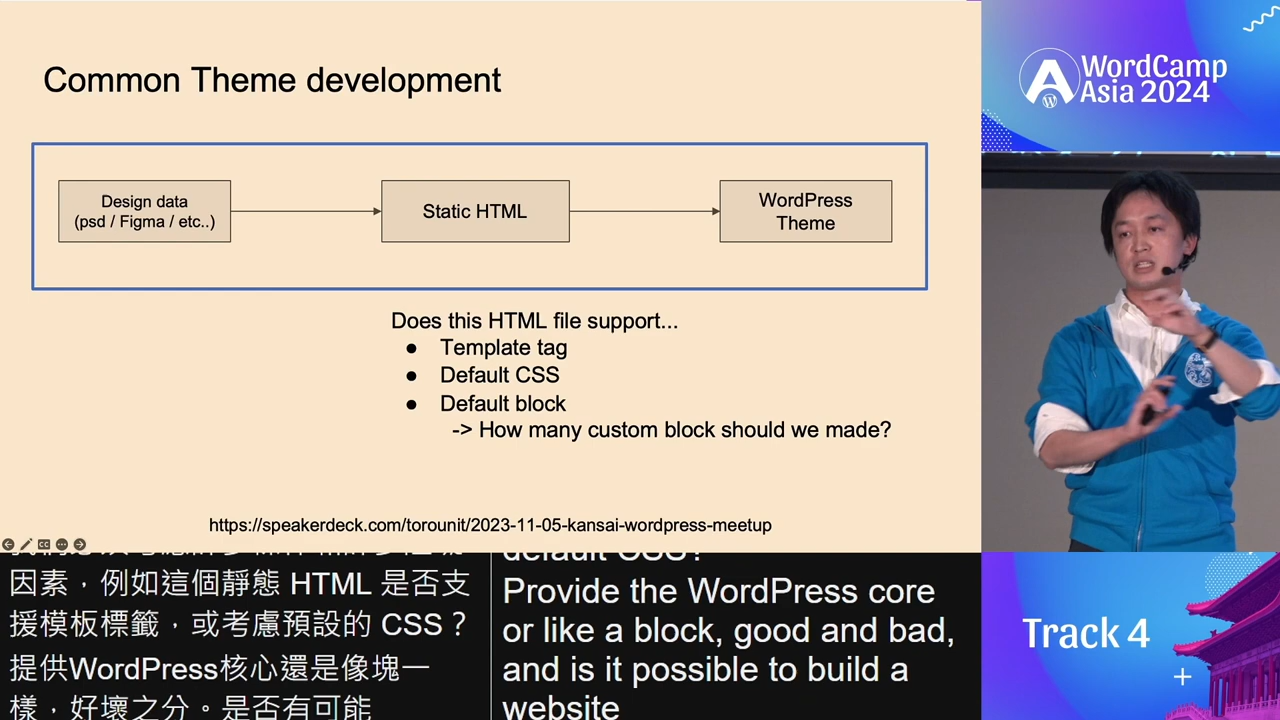 Common Theme development
Design data
(psd / Figma / etc..)
Static HTML
WordPress
Theme
Does this HTML file support...
● Template tag
● Default CSS
● Default block
-> How many custom block should we made?
https://speakerdeck.com/torounit/2023-11-05-kansai-wordpress-meetup
因素，例如這個靜態 HTML 是否支
援模板標籤，或考慮預設的 CSS？
提供WordPress核心還是像塊一
樣，好壞之分。是否有可能
default CSS?
Provide the WordPress core
or like a block, good and bad,
and is it possible to build a
website
WordCamp
Asia 2024
Track 4